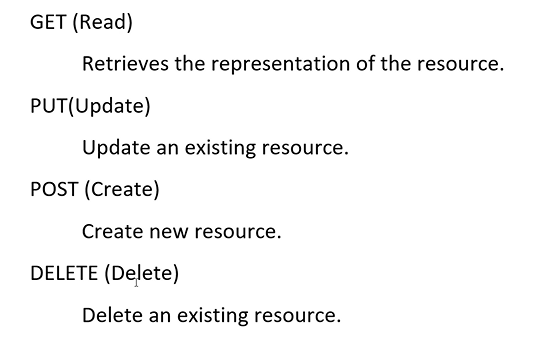 GET (Read)
Retrieves the representation of the resource.
PUT(Update)
Update an existing resource.
POST (Create)
Create new resource.
DELETE (Delete)
Delete an existing resource.